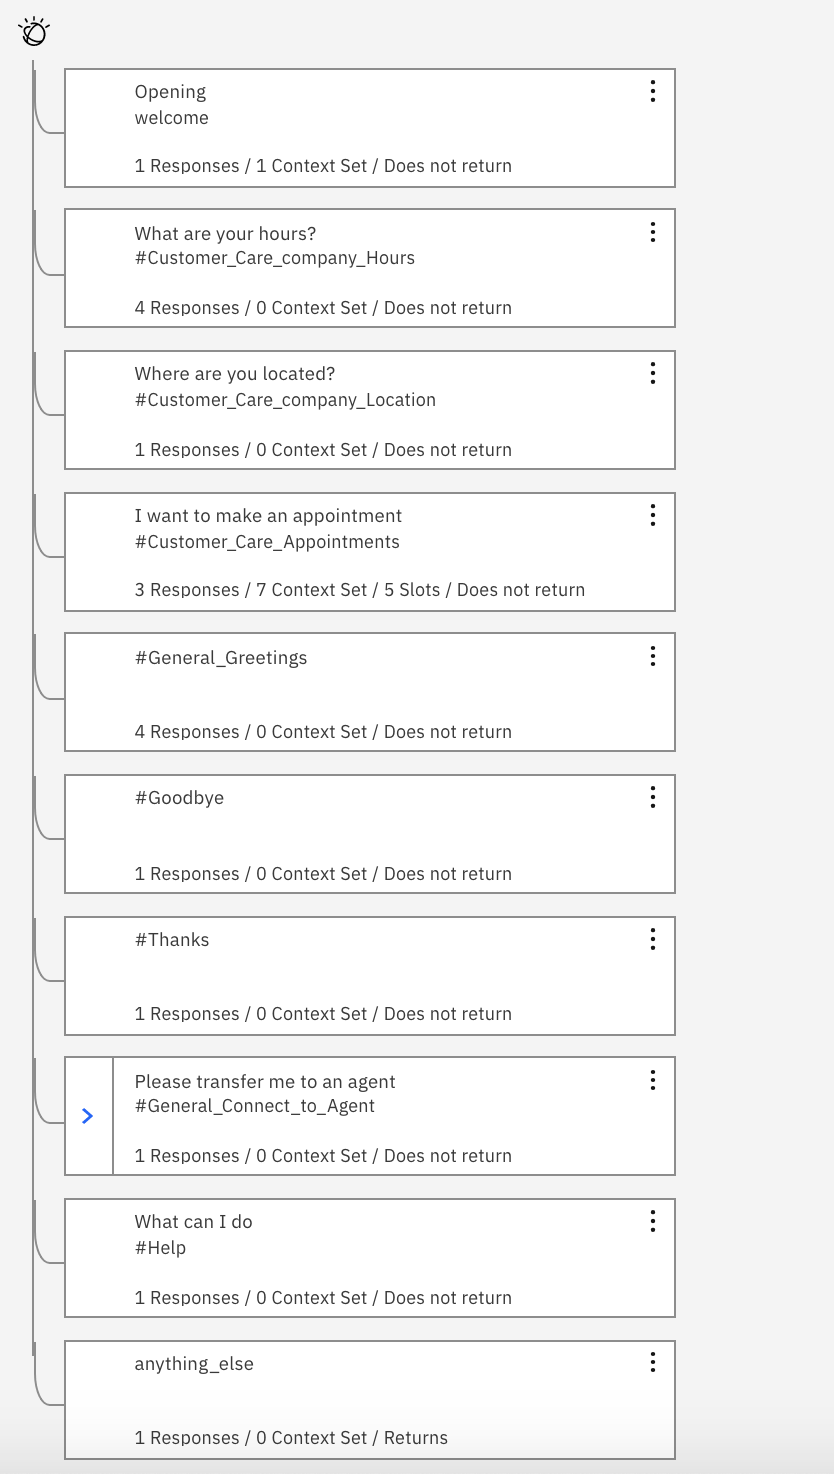 Opening
welcome
1 Responses / 1 Context Set / Does not return
What are your hours?
#Customer_Care_company_Hours
4 Responses / 0 Context Set / Does not return
Where are you located?
#Customer_Care_company_Location
1 Responses / 0 Context Set / Does not return
I want to make an appointment
#Customer_Care_Appointments
3 Responses / 7 Context Set / 5 Slots / Does not return
#General_Greetings
4 Responses / 0 Context Set / Does not return
#Goodbye
1 Responses / 0 Context Set / Does not return
#Thanks
1 Responses / 0 Context Set / Does not return
Please transfer me to an agent
#General_Connect_to_Agent
1 Responses / 0 Context Set / Does not return
What can I do
#Help
1 Responses / 0 Context Set / Does not return
anything_else
1 Responses / 0 Context Set / Returns